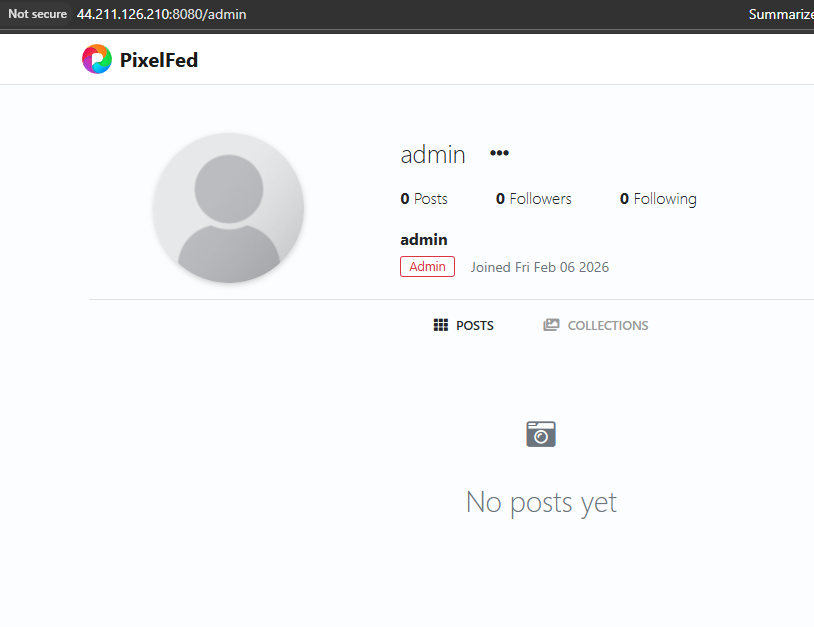 Not secure 44.211.126.210:8080/admin Summarize
PixelFed
admin •••
0 Posts 0 Followers 0 Following
admin
Admin Joined Fri Feb 06 2026
POSTS COLLECTIONS
No posts yet